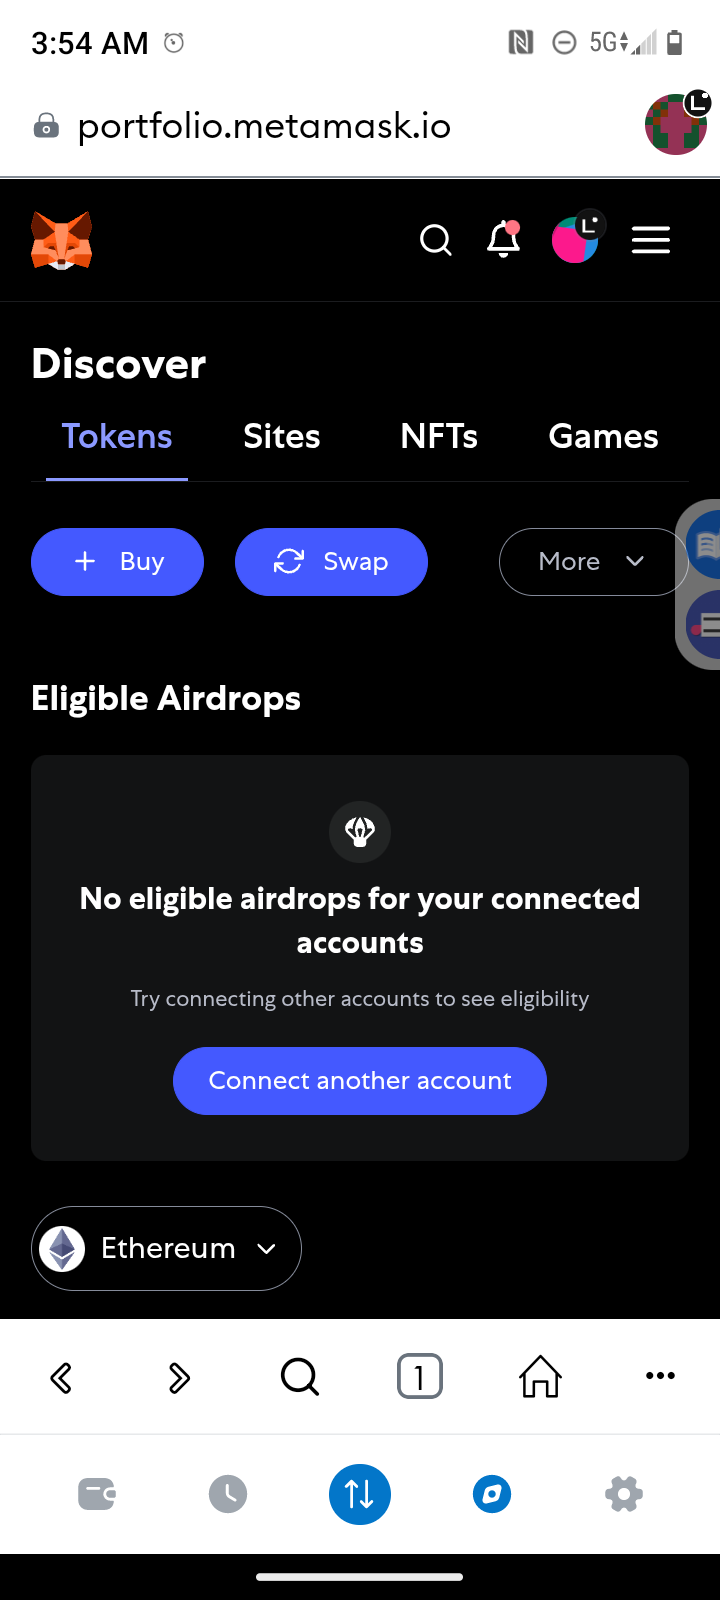 3:54 AM 5G
portfolio.metamask.io
L
L
Discover
Tokens Sites NFTs Games
Buy Swap More
Eligible Airdrops
No eligible airdrops for your connected
accounts
Try connecting other accounts to see eligibility
Connect another account
Ethereum
1